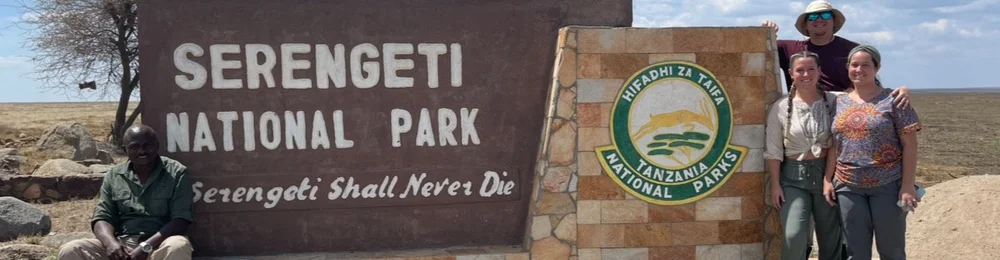 SERENGETI
NATIONAL PARK
Serengeti Shall Never Die
HIFADHI ZA TAIFA
TANZANIA
NATIONAL PARKS